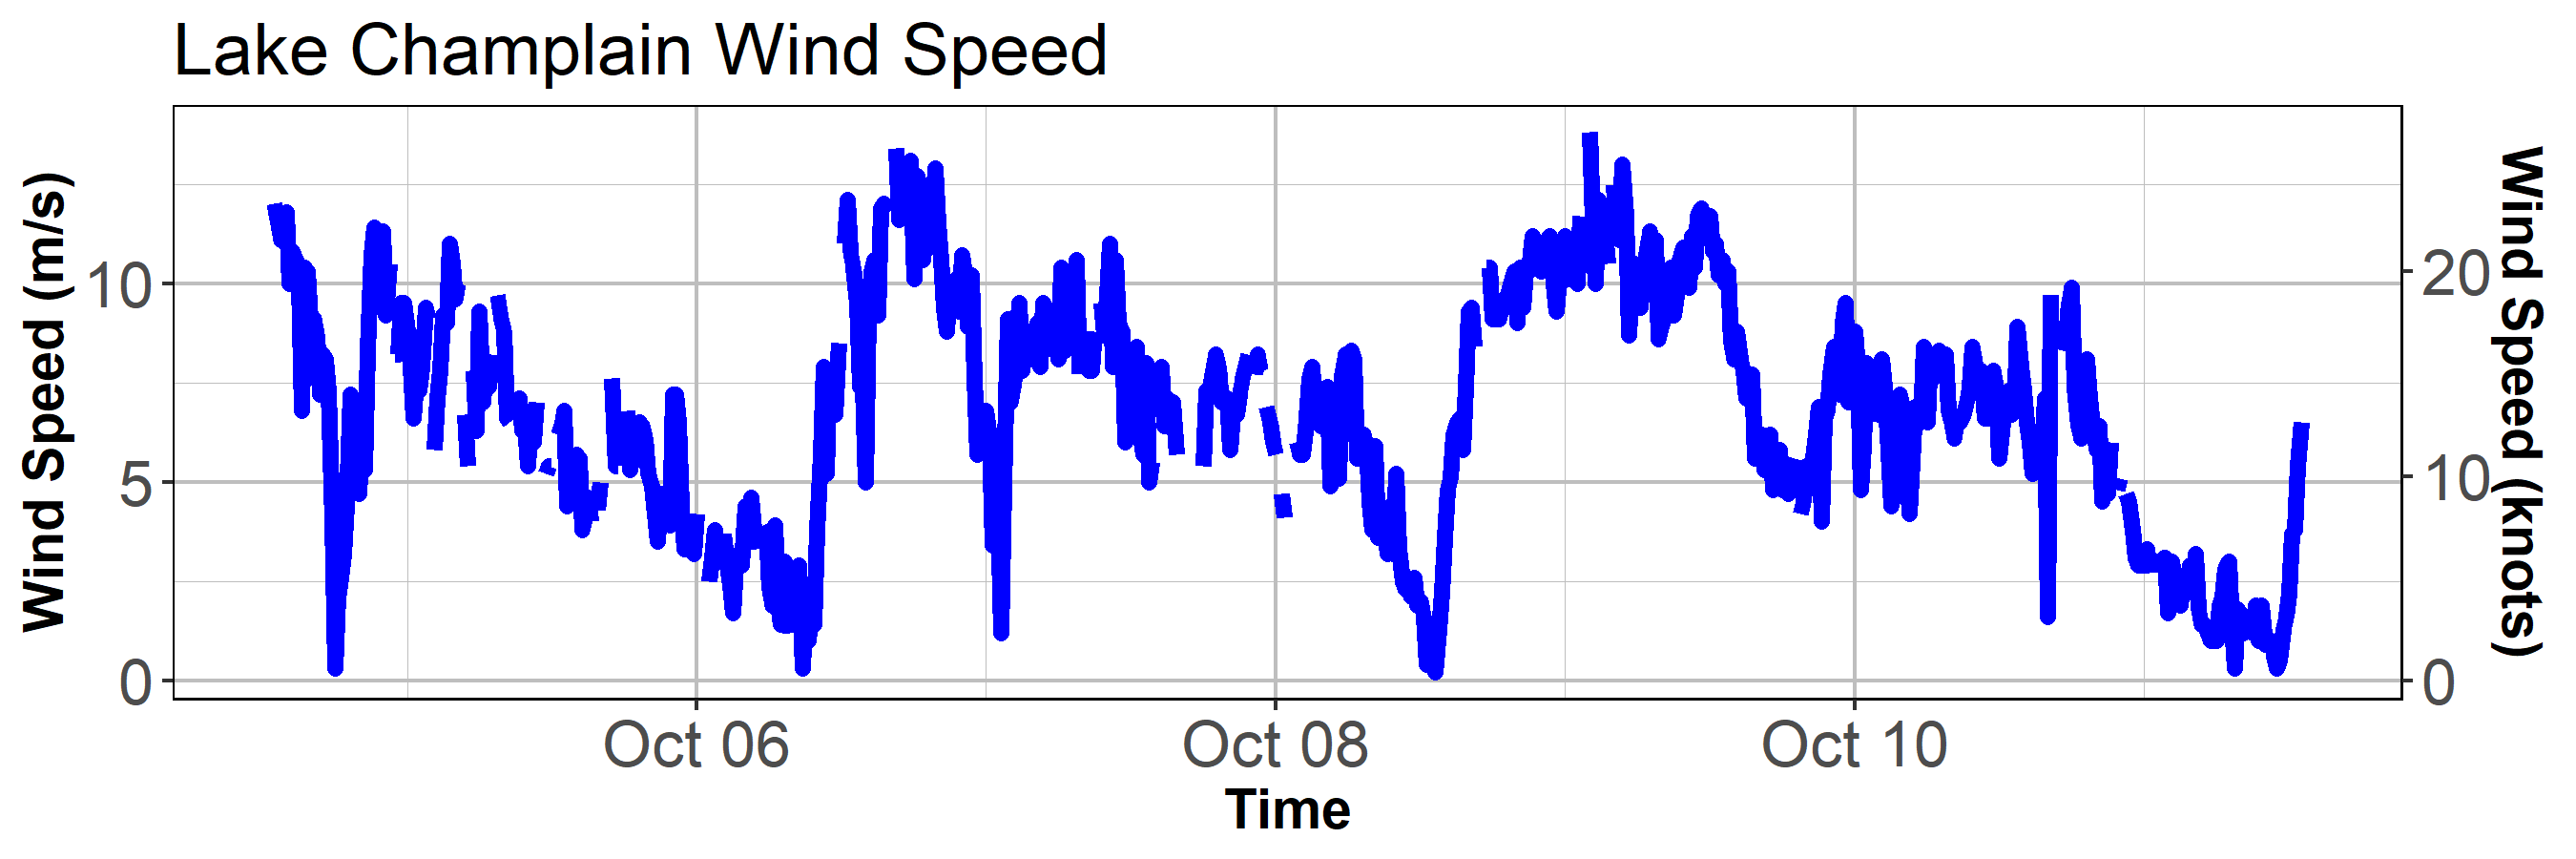 Lake Champlain Wind Speed
Wind Speed (m/s)
10
5
0
20
10
0
Wind Speed (knots)
Oct 06
Oct 08
Oct 10
Time